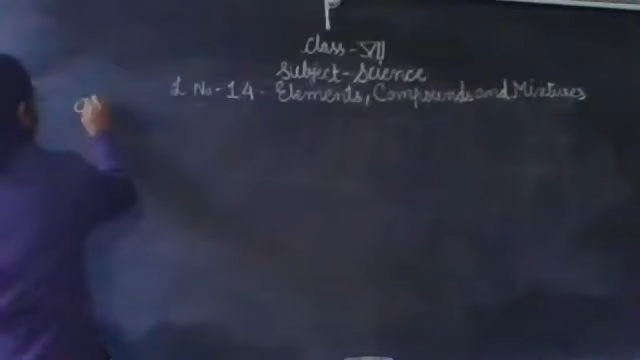 Class-VII
Subject-Science
L No-14- Elements, Compounds and Mixtures